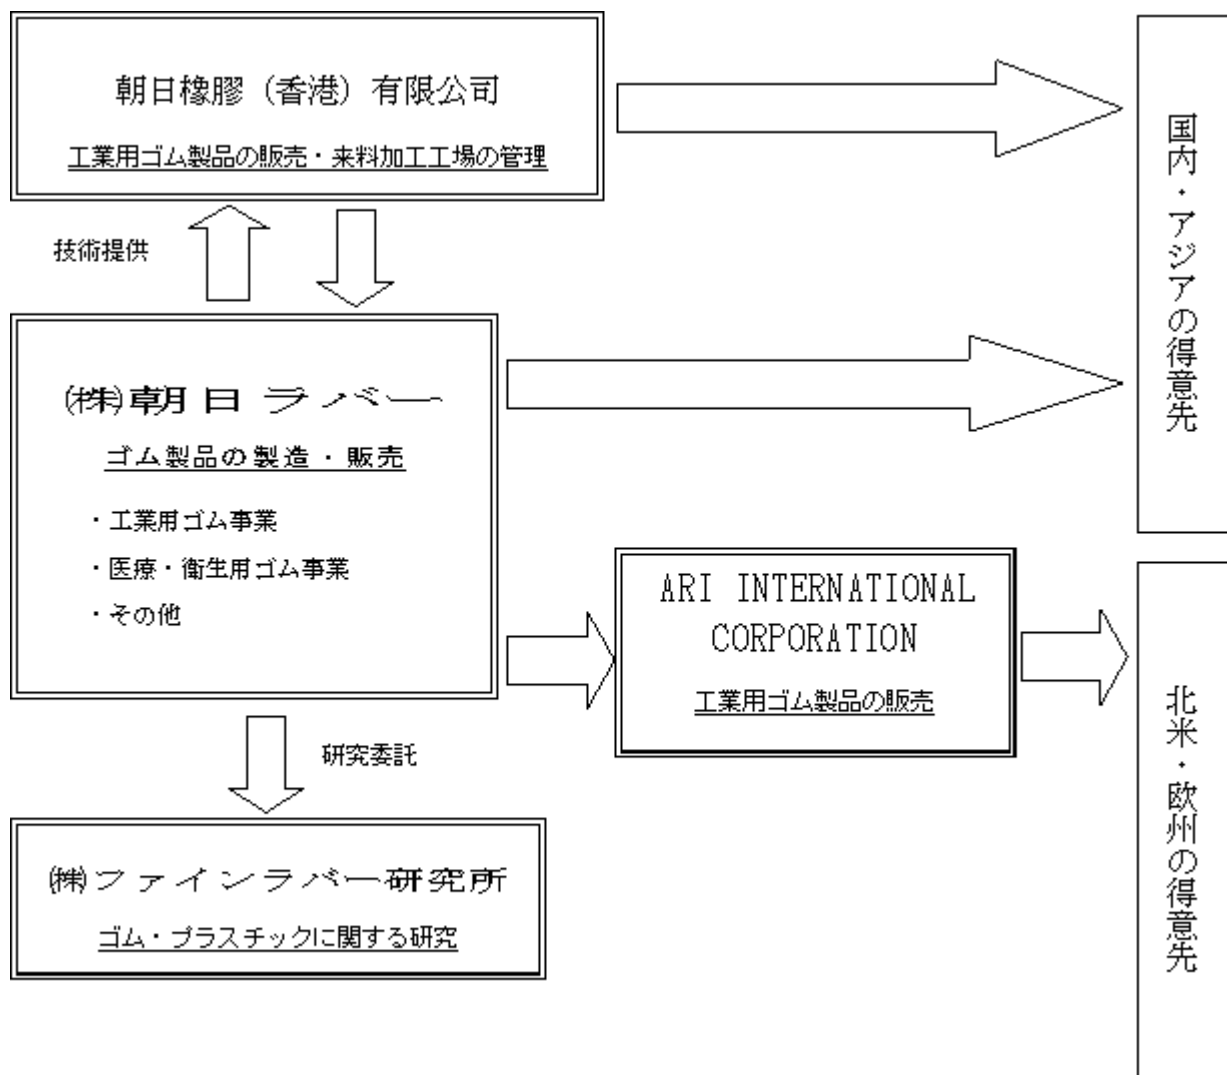 朝日橡膠（香港）有限公司
工業用ゴム製品の販売・来料加工工場の管理
技術提供
㈱朝日ラバー
ゴム製品の製造・販売
・工業用ゴム事業
・医療・衛生用ゴム事業
・その他
研究委託
㈱ファインラバー研究所
ゴム・プラスチックに関する研究
ARI INTERNATIONAL
CORPORATION
工業用ゴム製品の販売
国内・アジアの得意先
北米・欧州の得意先